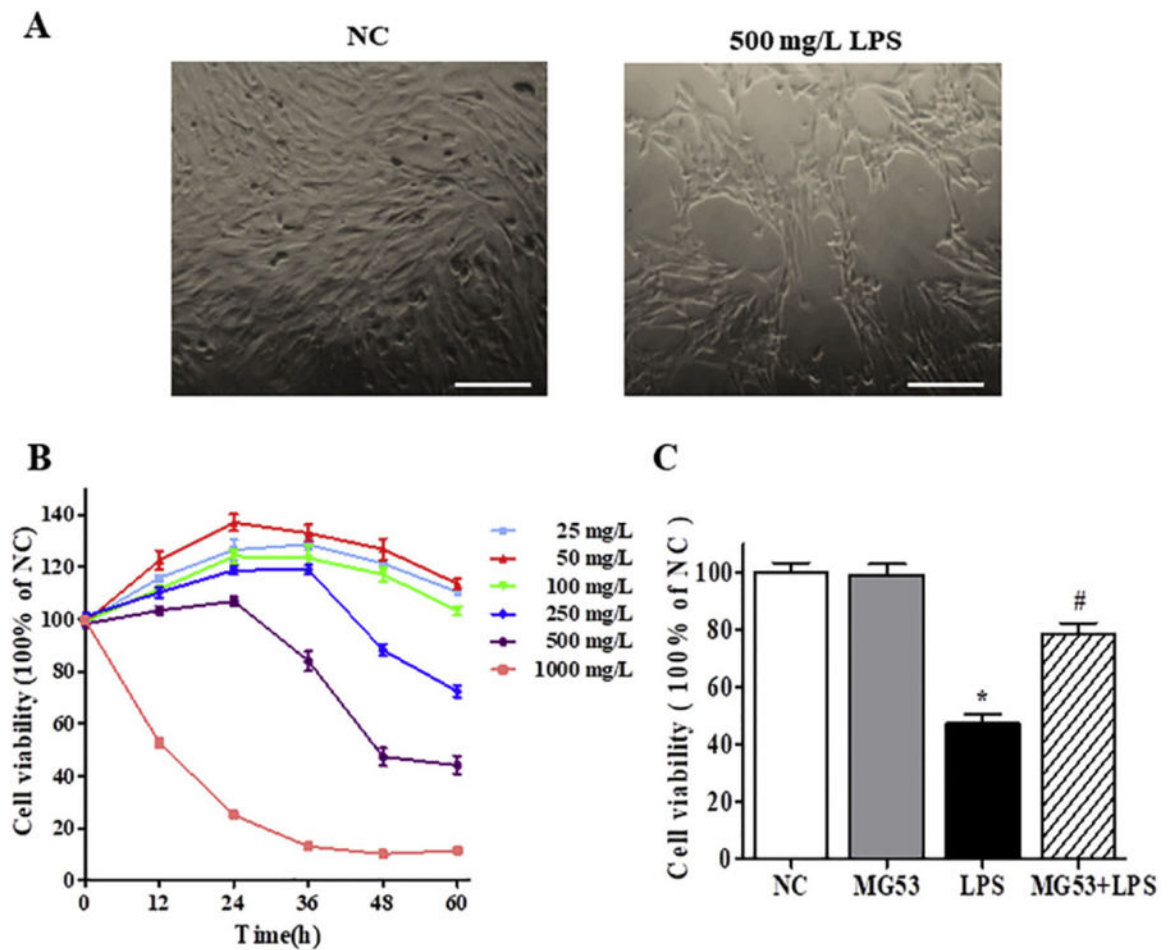 A
NC
500 mg/L LPS
B
Cell viability (100% of NC)
140
120
100
80
60
40
20
0
0 12 24 36 48 60
Time(h)
25 mg/L
50 mg/L
100 mg/L
250 mg/L
500 mg/L
1000 mg/L
C
Cell viability ( 100% of NC )
100
80
60
40
20
0
*
#
NC MG53 LPS MG53+LPS